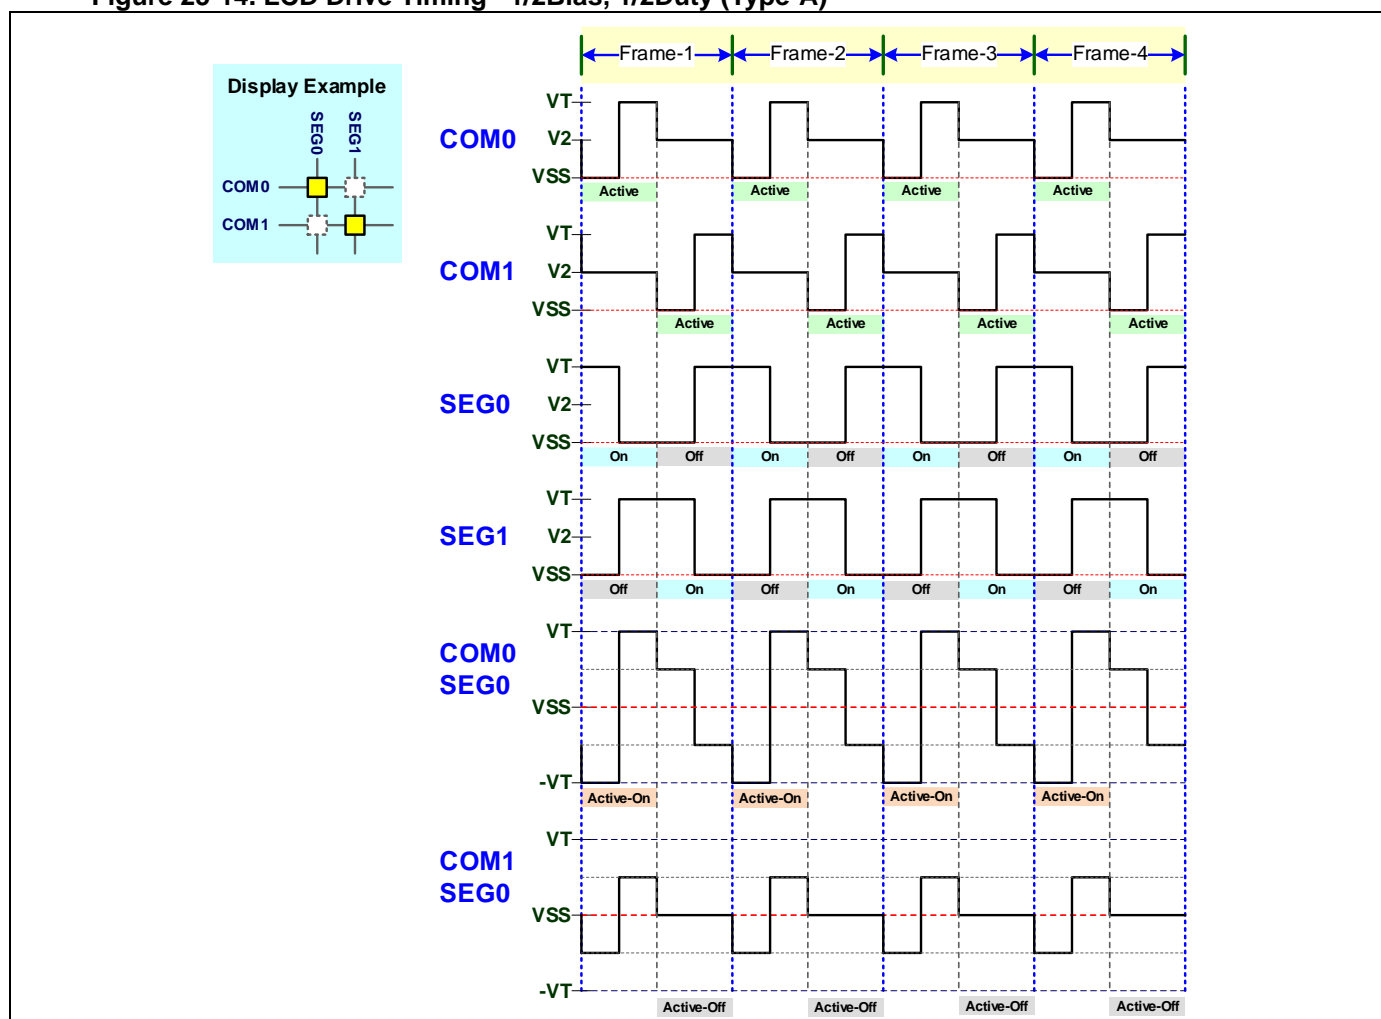 Figure 25-14. LCD Drive Timing - 1/2Bias, 1/2Duty (Type-A)
Frame-1 Frame-2 Frame-3 Frame-4
Display Example
SEG0 SEG1
COM0
COM1
COM0
VT
V2
VSS
Active Active Active Active
COM1
VT
V2
VSS
Active Active Active Active
SEG0
VT
V2
VSS
On Off On Off On Off On Off
SEG1
VT
V2
VSS
Off On Off On Off On Off On
COM0
SEG0
VT
VSS
-VT
Active-On Active-On Active-On Active-On
COM1
SEG0
VT
VSS
-VT
Active-Off Active-Off Active-Off Active-Off